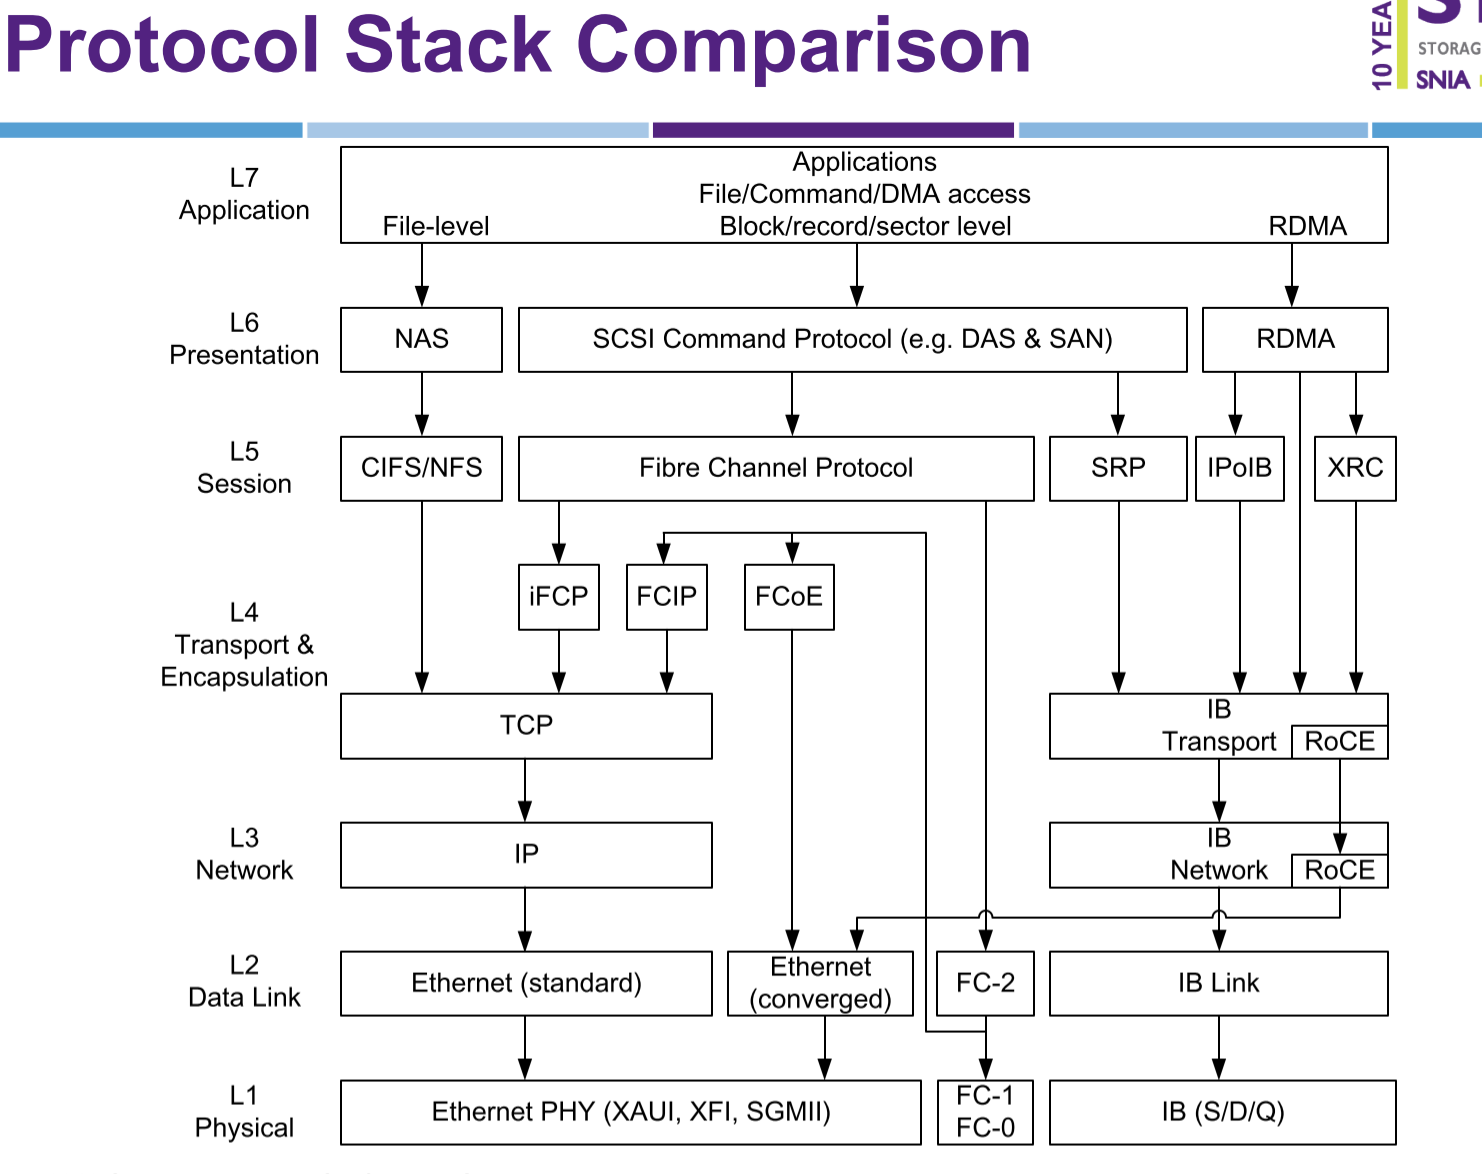 Protocol Stack Comparison
10 YEA
STORAG
SNIA
L7
Application
Applications
File/Command/DMA access
File-level
Block/record/sector level
RDMA
L6
Presentation
NAS
SCSI Command Protocol (e.g. DAS & SAN)
RDMA
L5
Session
CIFS/NFS
Fibre Channel Protocol
SRP
IPoIB
XRC
L4
Transport &
Encapsulation
iFCP
FCIP
FCoE
TCP
IB
Transport
RoCE
L3
Network
IP
IB
Network
RoCE
L2
Data Link
Ethernet (standard)
Ethernet
(converged)
FC-2
IB Link
L1
Physical
Ethernet PHY (XAUI, XFI, SGMII)
FC-1
FC-0
IB (S/D/Q)